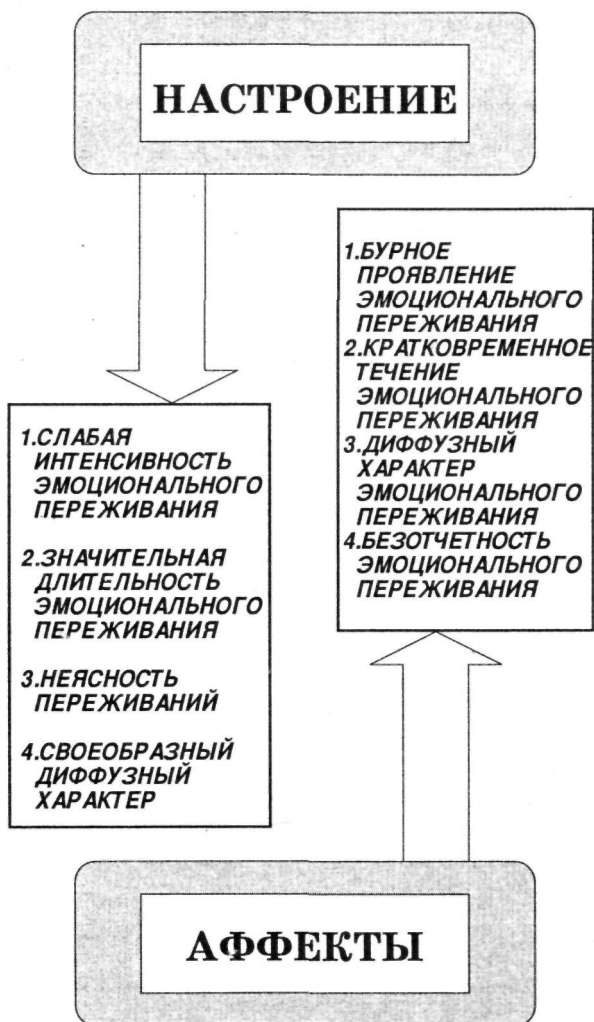 НАСТРОЕНИЕ
1.СЛАБАЯ
ИНТЕНСИВНОСТЬ
ЭМОЦИОНАЛЬНОГО
ПЕРЕЖИВАНИЯ
2.ЗНАЧИТЕЛЬНАЯ
ДЛИТЕЛЬНОСТЬ
ЭМОЦИОНАЛЬНОГО
ПЕРЕЖИВАНИЯ
3.НЕЯСНОСТЬ
ПЕРЕЖИВАНИЙ
4.СВОЕОБРАЗНЫЙ
ДИФФУЗНЫЙ
ХАРАКТЕР
1.БУРНОЕ
ПРОЯВЛЕНИЕ
ЭМОЦИОНАЛЬНОГО
ПЕРЕЖИВАНИЯ
2.КРАТКОВРЕМЕННОЕ
ТЕЧЕНИЕ
ЭМОЦИОНАЛЬНОГО
ПЕРЕЖИВАНИЯ
3.ДИФФУЗНЫЙ
ХАРАКТЕР
ЭМОЦИОНАЛЬНОГО
ПЕРЕЖИВАНИЯ
4.БЕЗОТЧЕТНОСТЬ
ЭМОЦИОНАЛЬНОГО
ПЕРЕЖИВАНИЯ
АФФЕКТЫ